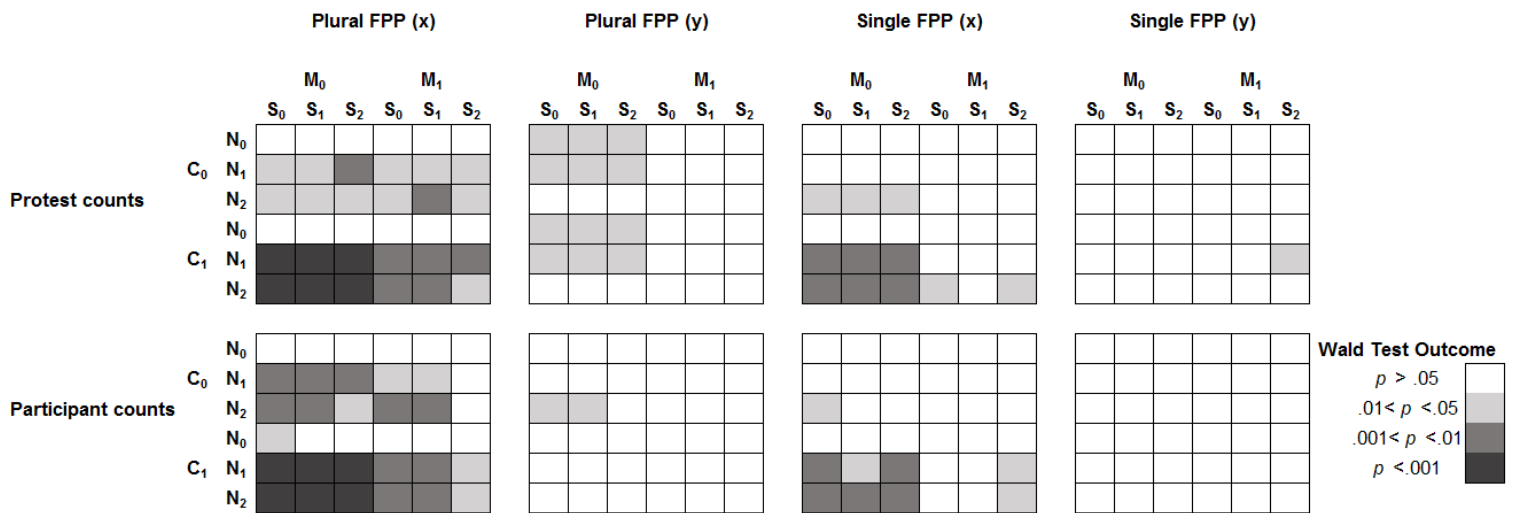 Plural FPP (x) Plural FPP (y) Single FPP (x) Single FPP (y)
M₀ M₁ M₀ M₁ M₀ M₁ M₀ M₁
S₀ S₁ S₂ S₀ S₁ S₂ S₀ S₁ S₂ S₀ S₁ S₂ S₀ S₁ S₂ S₀ S₁ S₂ S₀ S₁ S₂ S₀ S₁ S₂
N₀
C₀ N₁
Protest counts N₂
N₀
C₁ N₁
N₂
N₀
C₀ N₁
Participant counts N₂
N₀
C₁ N₁
N₂
Wald Test Outcome
p > .05
.01< p <.05
.001< p <.01
p <.001